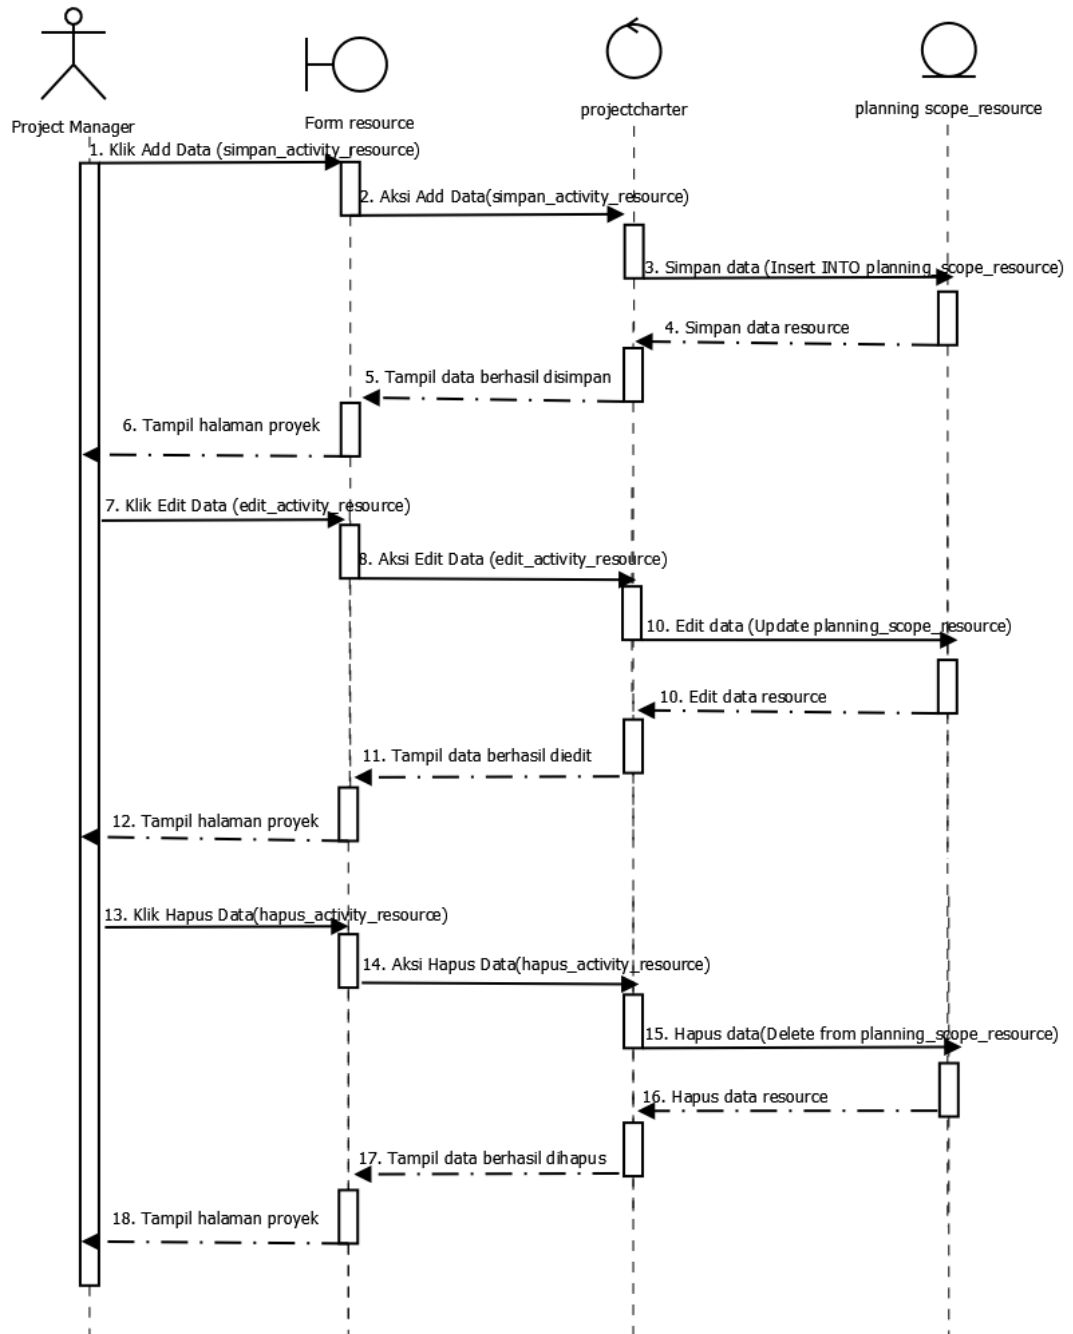 Project Manager
Form resource
projectcharter
planning scope_resource
1. Klik Add Data (simpan_activity_resource)
2. Aksi Add Data(simpan_activity_resource)
3. Simpan data (Insert INTO planning_scope_resource)
4. Simpan data resource
5. Tampil data berhasil disimpan
6. Tampil halaman proyek
7. Klik Edit Data (edit_activity_resource)
8. Aksi Edit Data (edit_activity_resource)
10. Edit data (Update planning_scope_resource)
10. Edit data resource
11. Tampil data berhasil diedit
12. Tampil halaman proyek
13. Klik Hapus Data(hapus_activity_resource)
14. Aksi Hapus Data(hapus_activity_resource)
15. Hapus data(Delete from planning_scope_resource)
16. Hapus data resource
17. Tampil data berhasil dihapus
18. Tampil halaman proyek